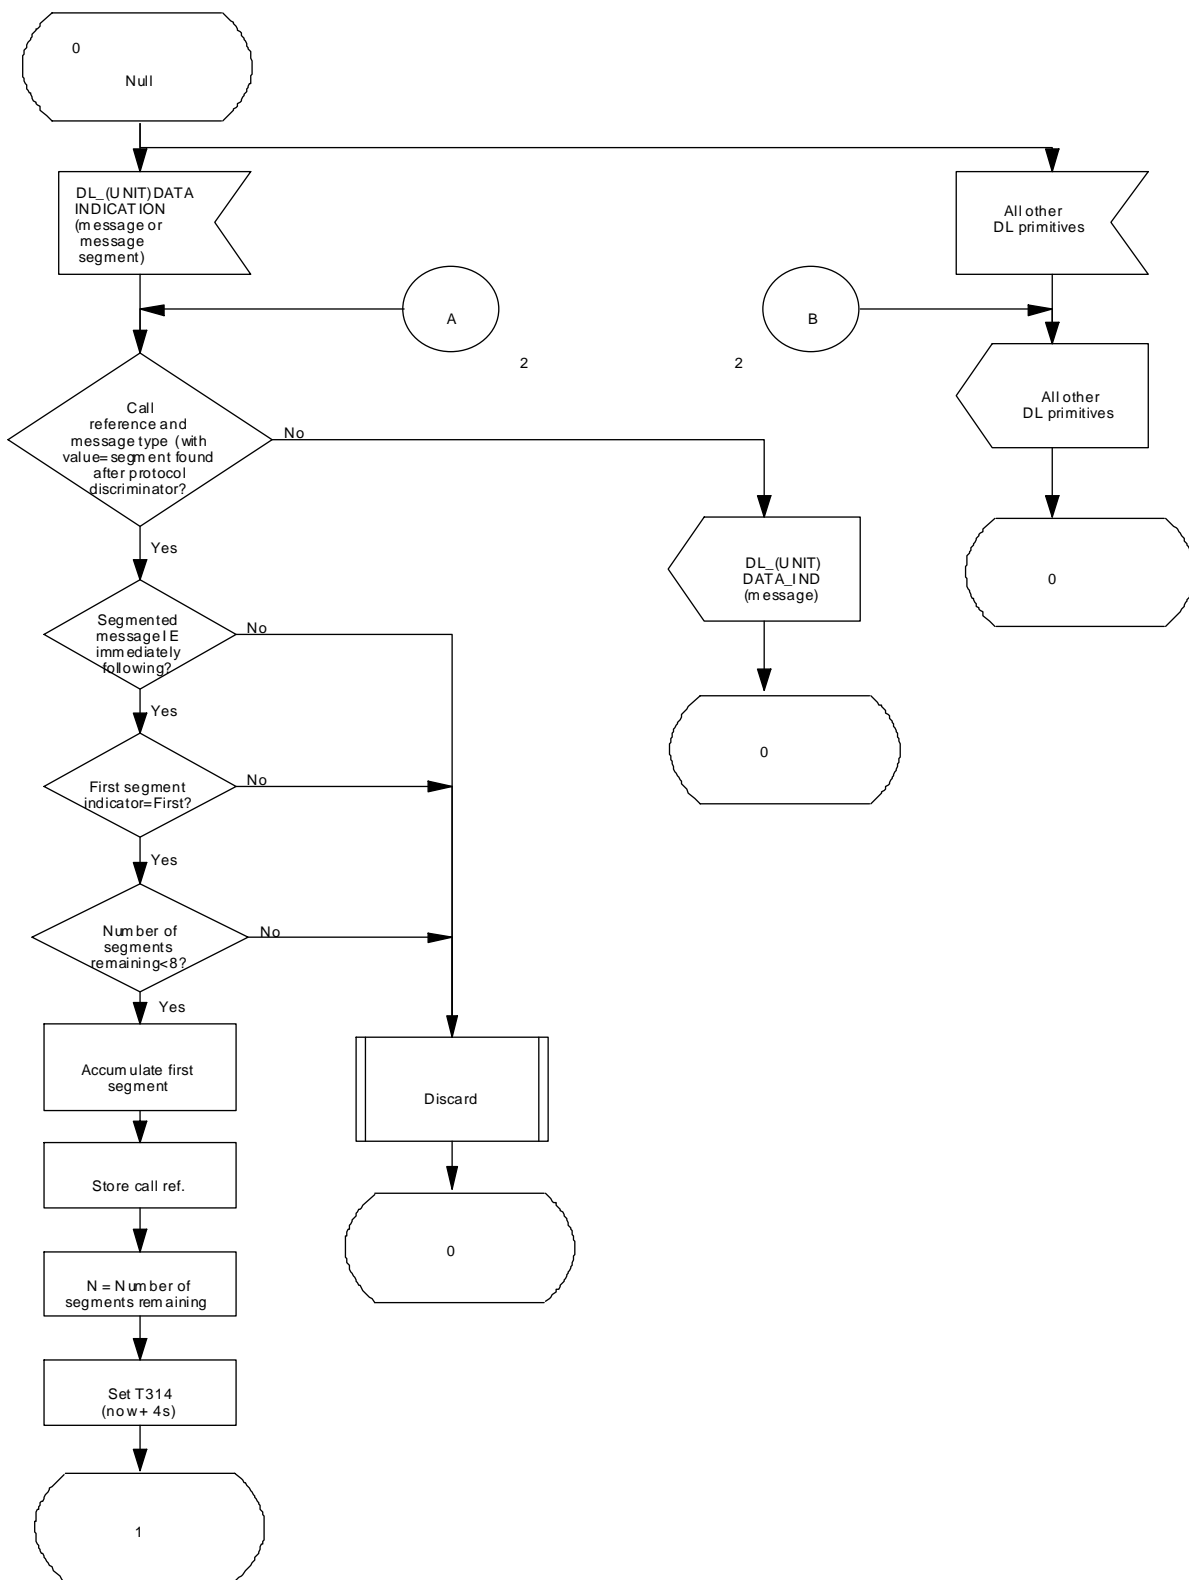 0
Null
DL_(UNIT)DATA
INDICATION
(message or
message
segment)
All other
DL primitives
A
2
B
2
All other
DL primitives
0
Call
reference and
message type (with
value=segment found
after protocol
discriminator?
No
Yes
DL_(UNIT)
DATA_IND
(message)
0
Segmented
message IE
immediately
following?
No
Yes
First segment
indicator=First?
No
Yes
Number of
segments
remaining<8?
No
Yes
Accumulate first
segment
Discard
0
Store call ref.
N = Number of
segments remaining
Set T314
(now+ 4s)
1